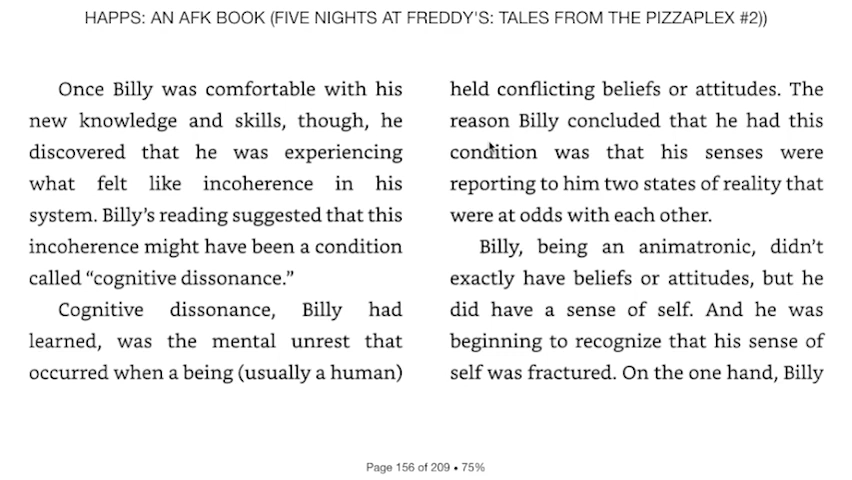 HAPPS: AN AFK BOOK (FIVE NIGHTS AT FREDDY'S: TALES FROM THE PIZZAPLEX #2))
Once Billy was comfortable with his
new knowledge and skills, though, he
discovered that he was experiencing
what felt like incoherence in his
system. Billy’s reading suggested that this
incoherence might have been a condition
called “cognitive dissonance.”
Cognitive dissonance, Billy had
learned, was the mental unrest that
occurred when a being (usually a human)
held conflicting beliefs or attitudes. The
reason Billy concluded that he had this
condition was that his senses were
reporting to him two states of reality that
were at odds with each other.
Billy, being an animatronic, didn’t
exactly have beliefs or attitudes, but he
did have a sense of self. And he was
beginning to recognize that his sense of
self was fractured. On the one hand, Billy
Page 156 of 209 • 75%